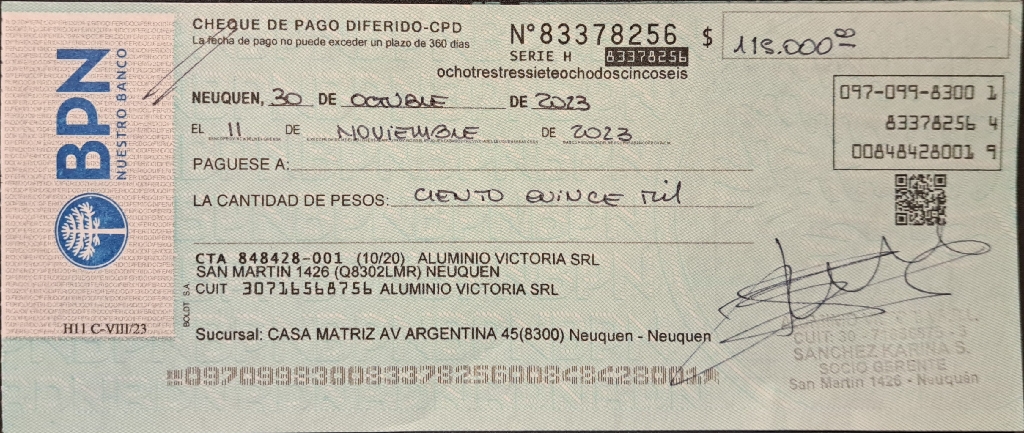 CHEQUE DE PAGO DIFERIDO-CPD
La fecha de pago no puede exceder un plazo de 360 días
N°83378256
SERIE H 83378256
ochotrestressieteochodoscincoseis
$ 115.000⁰⁰
BPN
NUESTRO BANCO
NEUQUEN, 30 DE OCTUBRE DE 2023
EL 11 DE NOVIEMBRE DE 2023
PAGUESE A:
LA CANTIDAD DE PESOS: CIENTO QUINCE MIL
097-099-8300 1
83378256 4
00848428001 9
CTA 848428-001 (10/20) ALUMINIO VICTORIA SRL
SAN MARTIN 1426 (Q8302LMR) NEUQUEN
CUIT 30716568756 ALUMINIO VICTORIA SRL
BOLDT S.A.
Sucursal: CASA MATRIZ AV ARGENTINA 45(8300) Neuquen - Neuquen
H11 C-VIII/23
SANCHEZ KARINA S.
SOCIO GERENTE
San Martín 1426 - Neuquén
09709983008337825600848428001